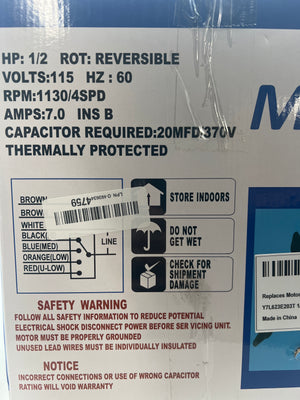 HP: 1/2 ROT: REVERSIBLE
VOLTS:115 HZ : 60
RPM:1130/4SPD
AMPS:7.0 INS B
CAPACITOR REQUIRED:20MFD/370V
THERMALLY PROTECTED
M
BROWN
BROW
WHITE
BLACK(
BLUE(MED)
ORANGE(LOW)
RED(U-LOW)
LINE
4759
STORE INDOORS
DO NOT
GET WET
CHECK FOR
SHIPMENT
DAMAGE
Replaces Motor
Made in China
SAFETY WARNING
FOLLOW ALL SAFETY INFORMATION TO REDUCE POTENTIAL
ELECTRICAL SHOCK DISCONNECT POWER BEFORE SER VICING UNIT.
MOTOR MUST BE PROPERLY GROUNDED
UNUSED LEAD WIRES MUST BE INDIVIDUALLY INSULATED
NOTICE
INCORRECT CONNECTIONS OR USE OF WRONG CAPACITOR
RATING WILL VOID WARRANTY